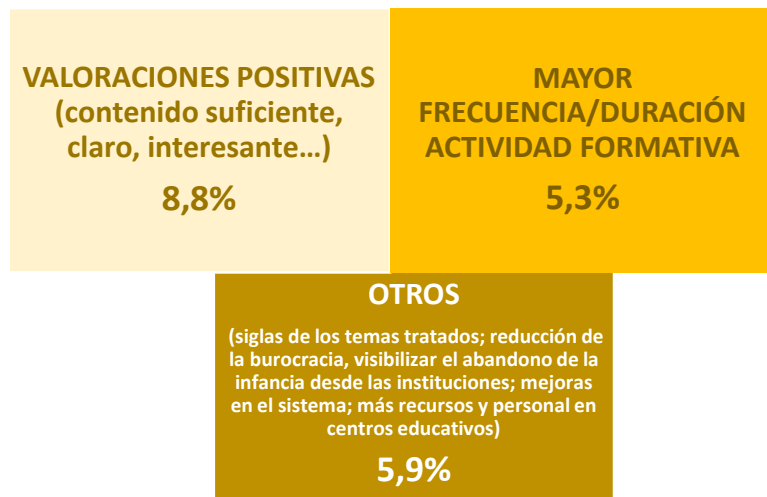 VALORACIONES POSITIVAS
(contenido suficiente,
claro, interesante…)
8,8%
MAYOR
FRECUENCIA/DURACIÓN
ACTIVIDAD FORMATIVA
5,3%
OTROS
(siglas de los temas tratados; reducción de
la burocracia, visibilizar el abandono de la
infancia desde las instituciones; mejoras
en el sistema; más recursos y personal en
centros educativos)
5,9%